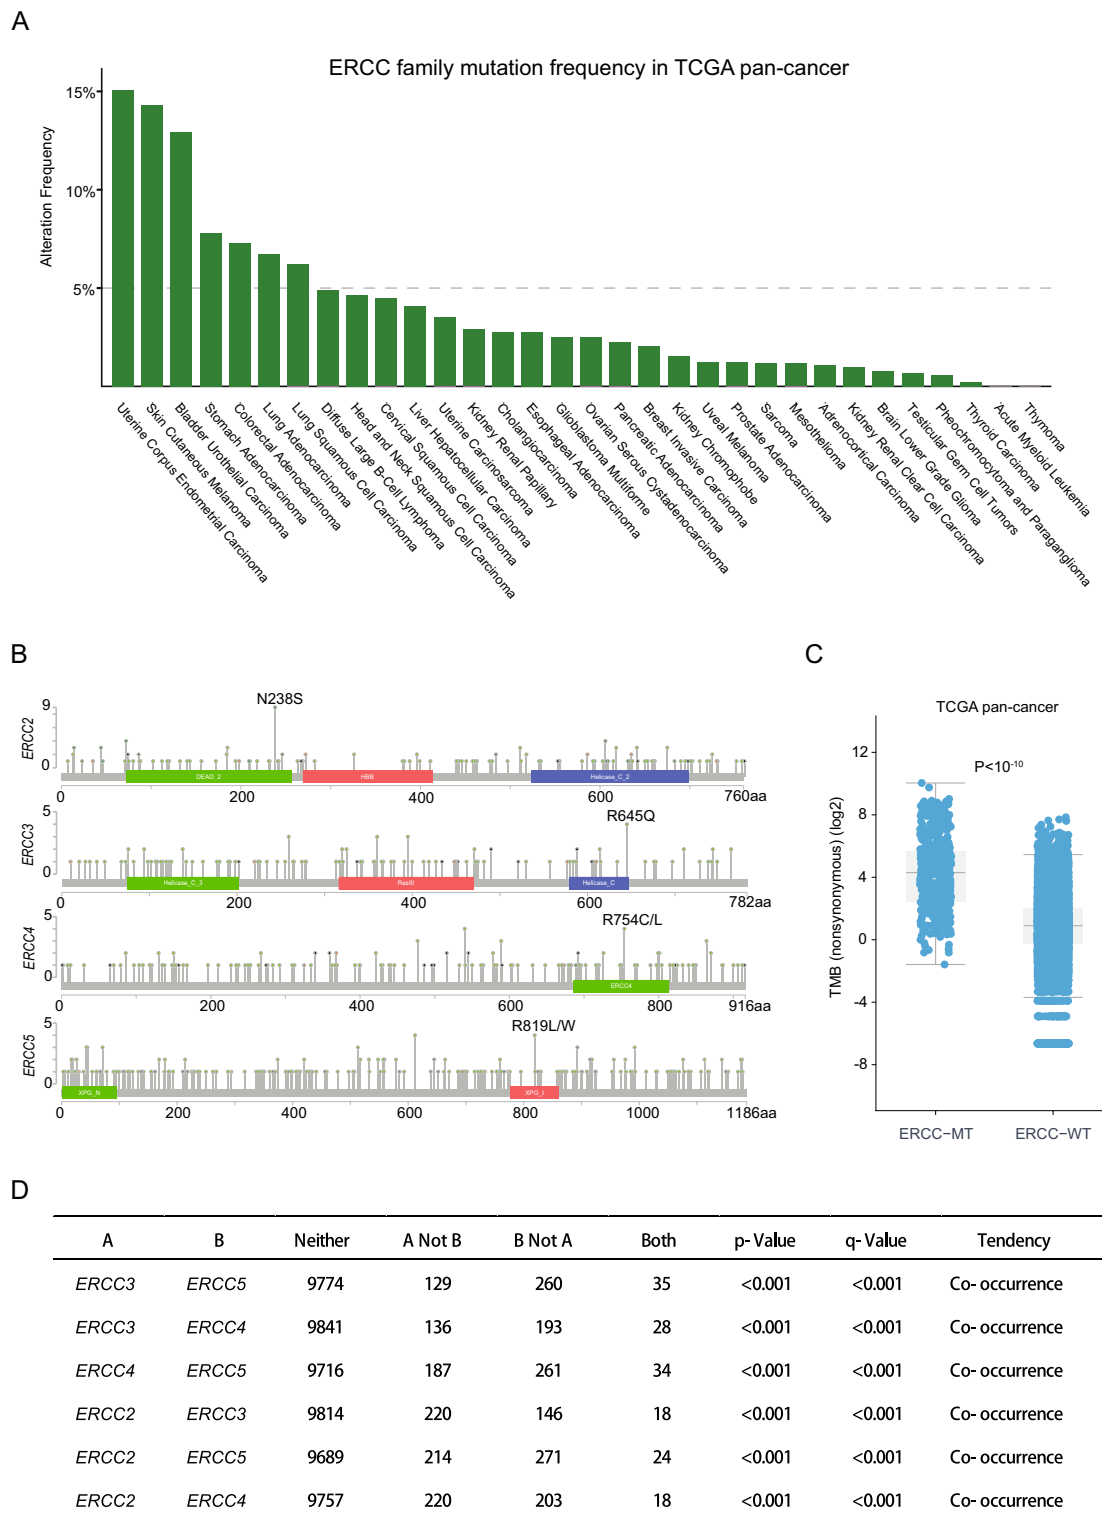 A
ERCC family mutation frequency in TCGA pan-cancer
Alteration Frequency
15%
10%
5%
Uterine Corpus Endometrial Carcinoma
Skin Cutaneous Melanoma
Bladder Urothelial Carcinoma
Stomach Adenocarcinoma
Colorectal Adenocarcinoma
Lung Adenocarcinoma
Lung Squamous Cell Carcinoma
Diffuse Large B-Cell Lymphoma
Head and Neck Squamous Cell Carcinoma
Cervical Squamous Cell Carcinoma
Liver Hepatocellular Carcinoma
Uterine Carcinosarcoma
Kidney Renal Papillary
Cholangiocarcinoma
Esophageal Adenocarcinoma
Glioblastoma Multiforme
Ovarian Serous Cystadenocarcinoma
Pancreatic Adenocarcinoma
Breast Invasive Carcinoma
Kidney Chromophobe
Uveal Melanoma
Prostate Adenocarcinoma
Sarcoma
Mesothelioma
Adrenocortical Carcinoma
Kidney Renal Clear Cell Carcinoma
Brain Lower Grade Glioma
Testicular Germ Cell Tumors
Pheochromocytoma and Paraganglioma
Thyroid Carcinoma
Acute Myeloid Leukemia
Thymoma
B
N238S
ERCC2
9
0
DEAD_2 HBB Helicase_C_2
0 200 400 600 760aa
R645Q
ERCC3
5
0
Helicase_C_3 ResIII Helicase_C
0 200 400 600 782aa
R754C/L
ERCC4
5
0
ERCC4
0 200 400 600 800 916aa
R819L/W
ERCC5
5
0
XPG_N XPG_I
0 200 400 600 800 1000 1186aa
C
TCGA pan-cancer
P<10⁻¹⁰
TMB (nonsynonymous) (log2)
12
8
4
0
-4
-8
ERCC−MT ERCC−WT
D
A B Neither A Not B B Not A Both p- Value q- Value Tendency
ERCC3 ERCC5 9774 129 260 35 <0.001 <0.001 Co- occurrence
ERCC3 ERCC4 9841 136 193 28 <0.001 <0.001 Co- occurrence
ERCC4 ERCC5 9716 187 261 34 <0.001 <0.001 Co- occurrence
ERCC2 ERCC3 9814 220 146 18 <0.001 <0.001 Co- occurrence
ERCC2 ERCC5 9689 214 271 24 <0.001 <0.001 Co- occurrence
ERCC2 ERCC4 9757 220 203 18 <0.001 <0.001 Co- occurrence